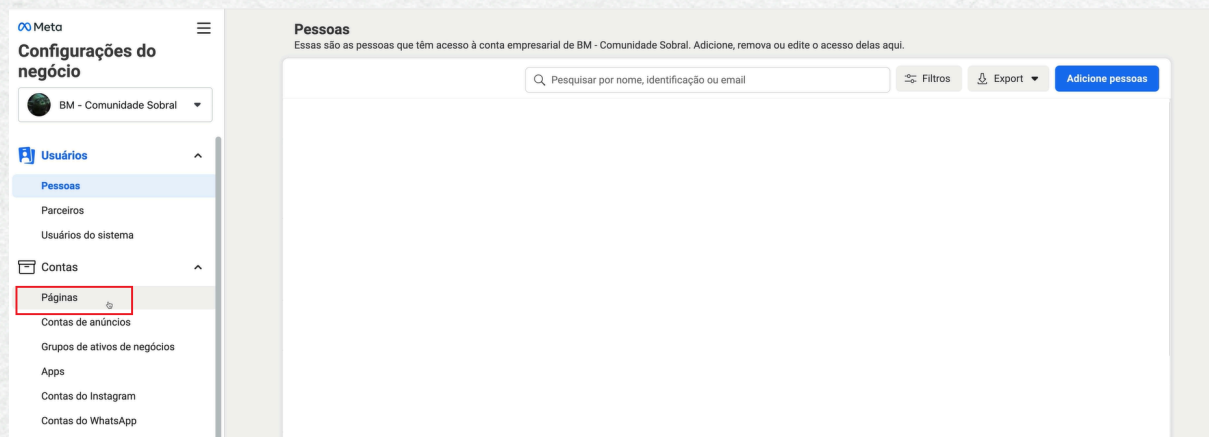 Meta
Configurações do
negócio
BM - Comunidade Sobral
Usuários
Pessoas
Parceiros
Usuários do sistema
Contas
Páginas
Contas de anúncios
Grupos de ativos de negócios
Apps
Contas do Instagram
Contas do WhatsApp
Pessoas
Essas são as pessoas que têm acesso à conta empresarial de BM - Comunidade Sobral. Adicione, remova ou edite o acesso delas aqui.
Pesquisar por nome, identificação ou email
Filtros
Export
Adicione pessoas